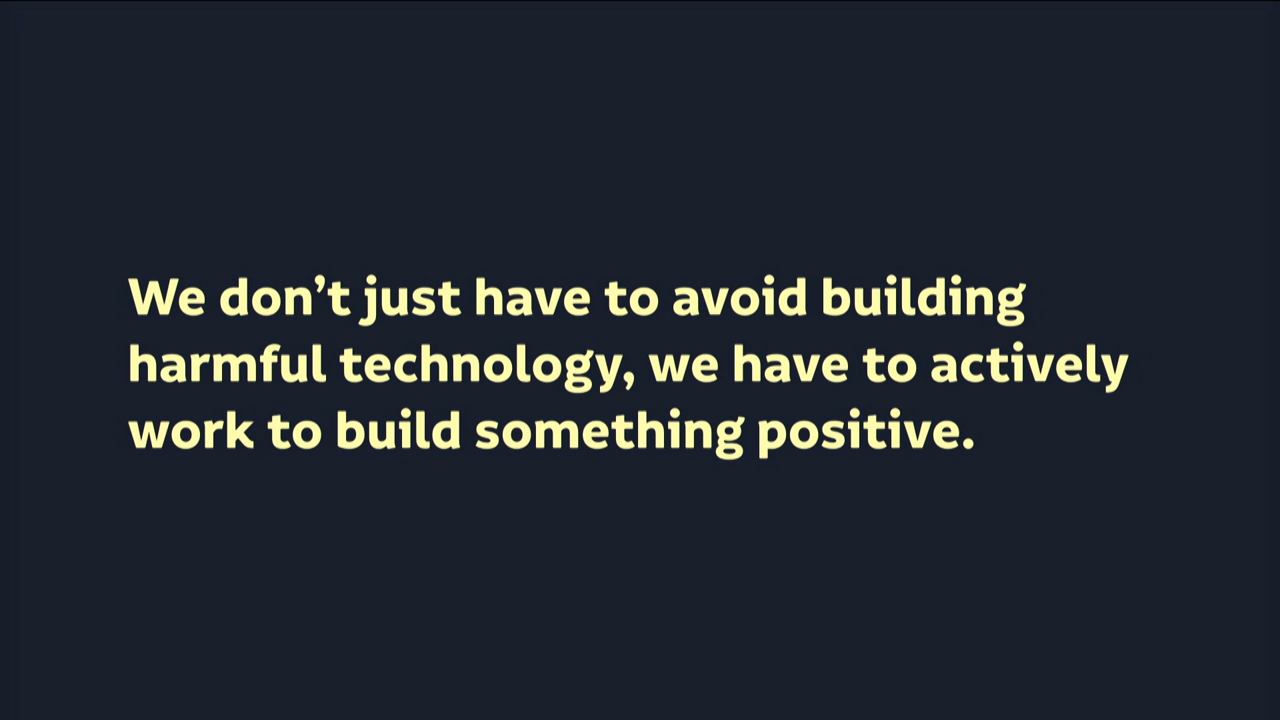 We don’t just have to avoid building
harmful technology, we have to actively
work to build something positive.